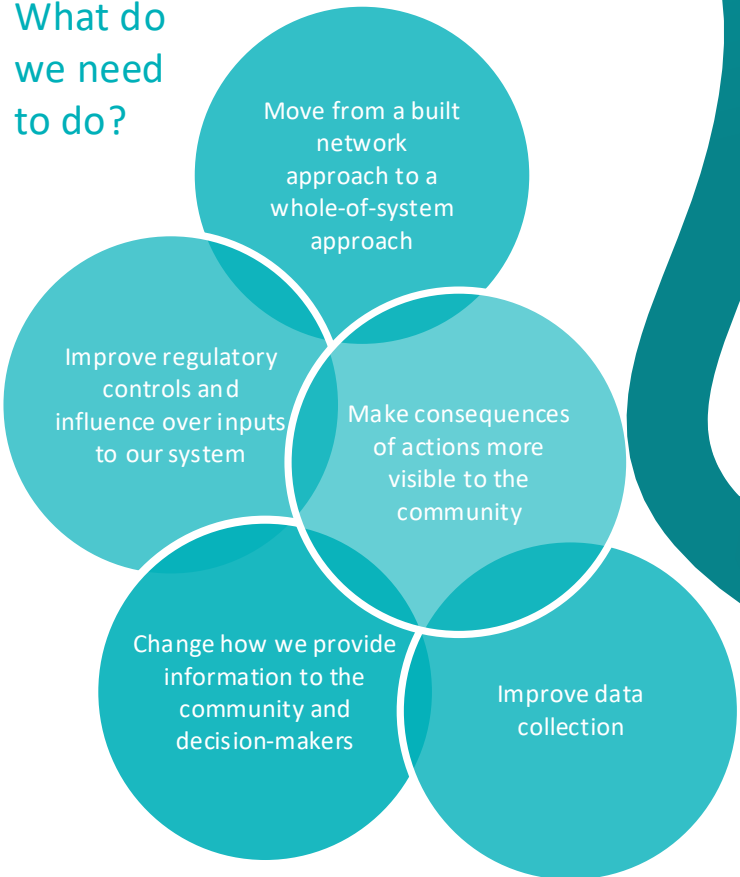 What do
we need
to do?
Move from a built
network
approach to a
whole-of-system
approach
Improve regulatory
controls and
influence over inputs
to our system
Make consequences
of actions more
visible to the
community
Change how we provide
information to the
community and
decision-makers
Improve data
collection